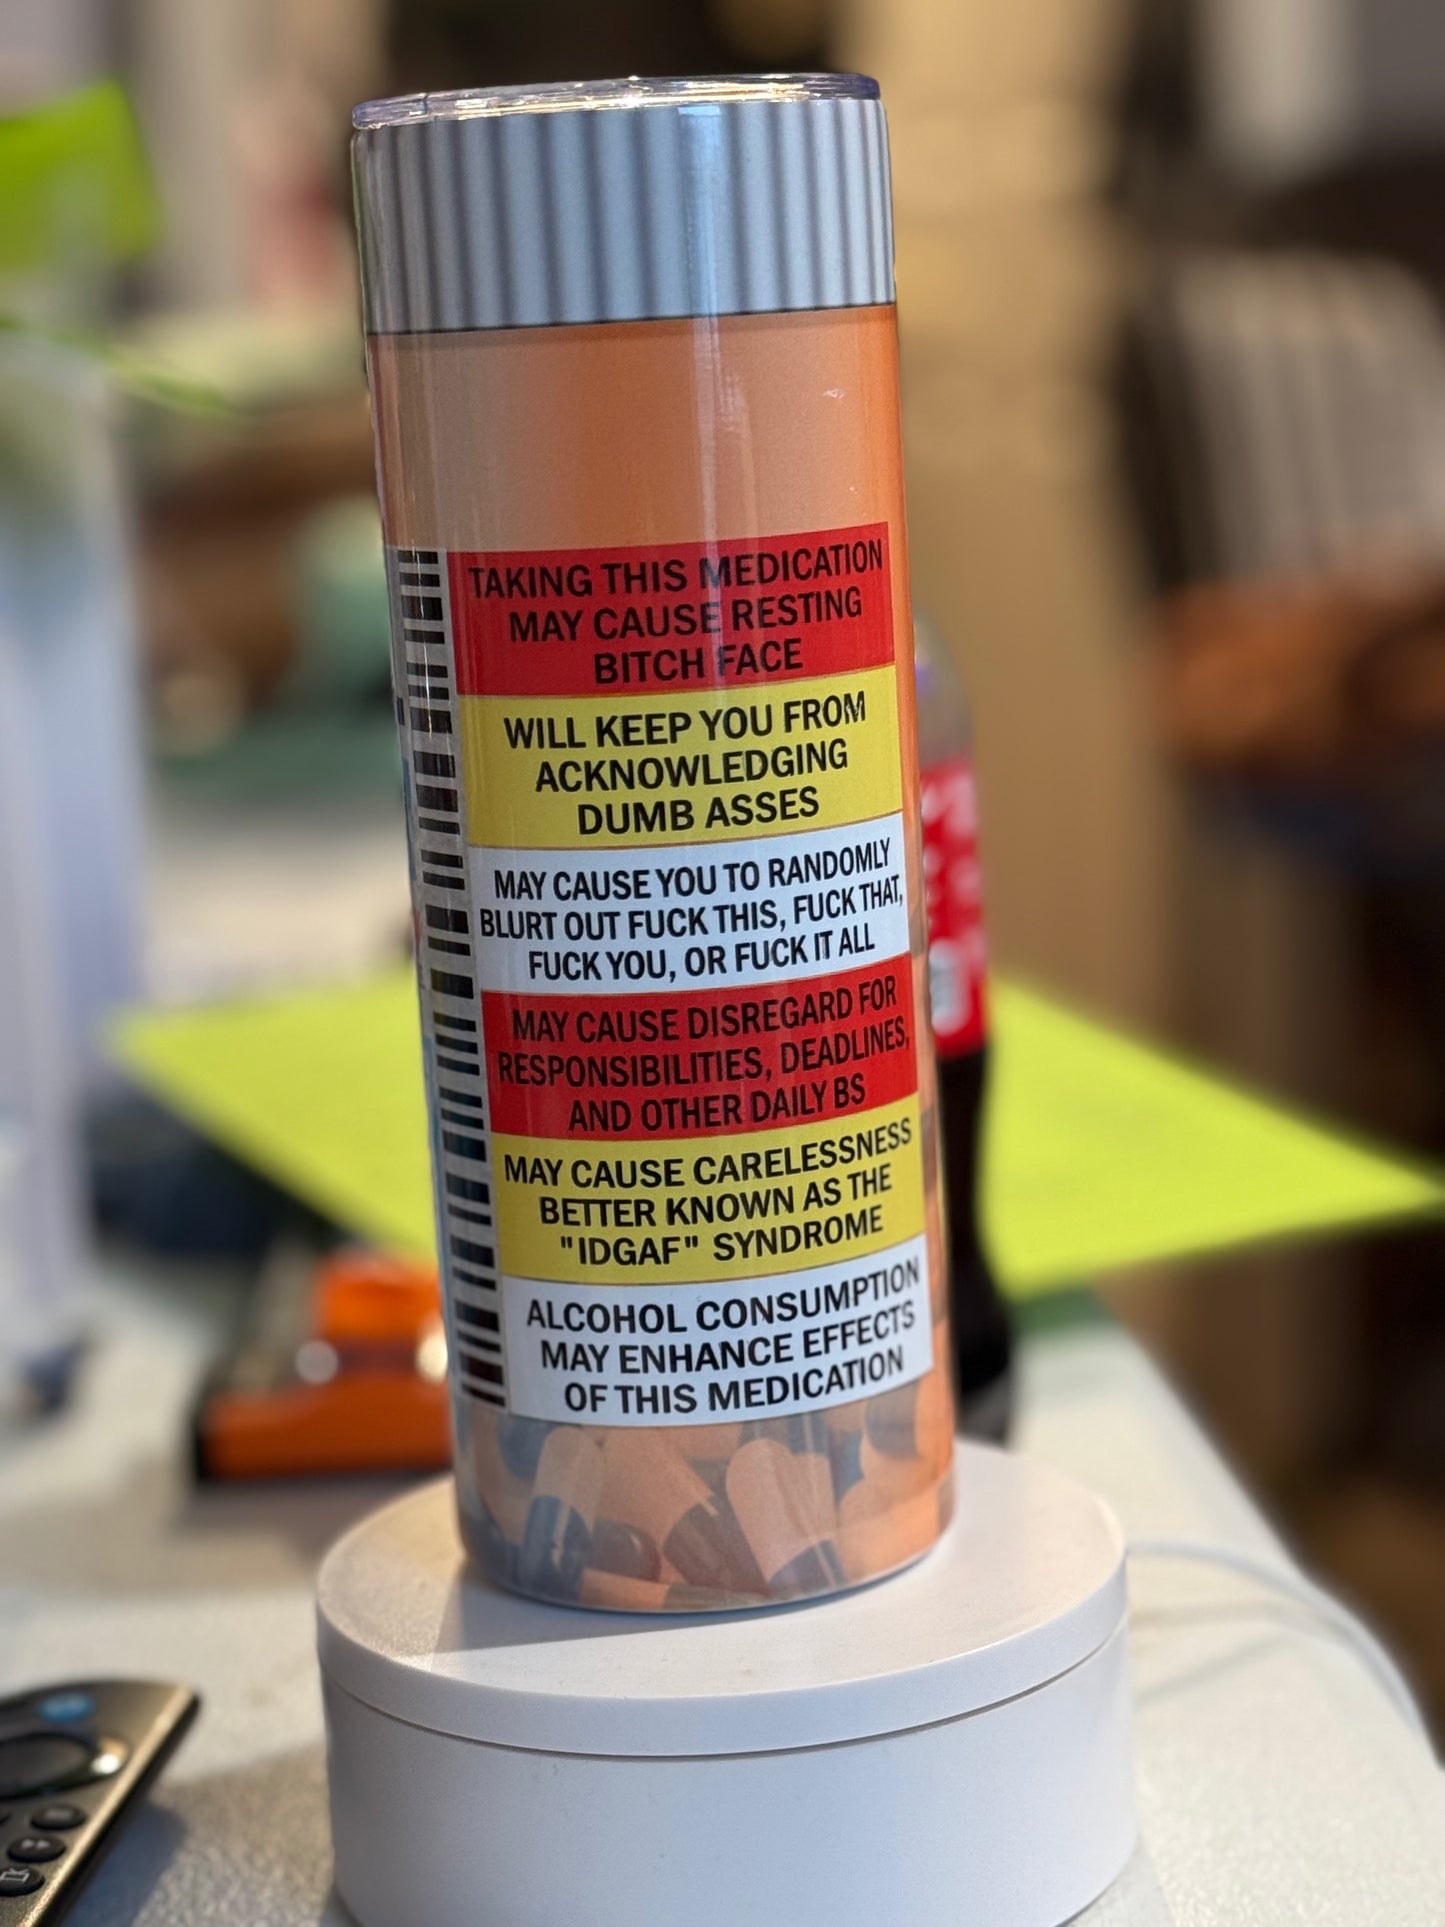 TAKING THIS MEDICATION
MAY CAUSE RESTING
BITCH FACE
WILL KEEP YOU FROM
ACKNOWLEDGING
DUMB ASSES
MAY CAUSE YOU TO RANDOMLY
BLURT OUT FUCK THIS, FUCK THAT,
FUCK YOU, OR FUCK IT ALL
MAY CAUSE DISREGARD FOR
RESPONSIBILITIES, DEADLINES,
AND OTHER DAILY BS
MAY CAUSE CARELESSNESS
BETTER KNOWN AS THE
"IDGAF" SYNDROME
ALCOHOL CONSUMPTION
MAY ENHANCE EFFECTS
OF THIS MEDICATION